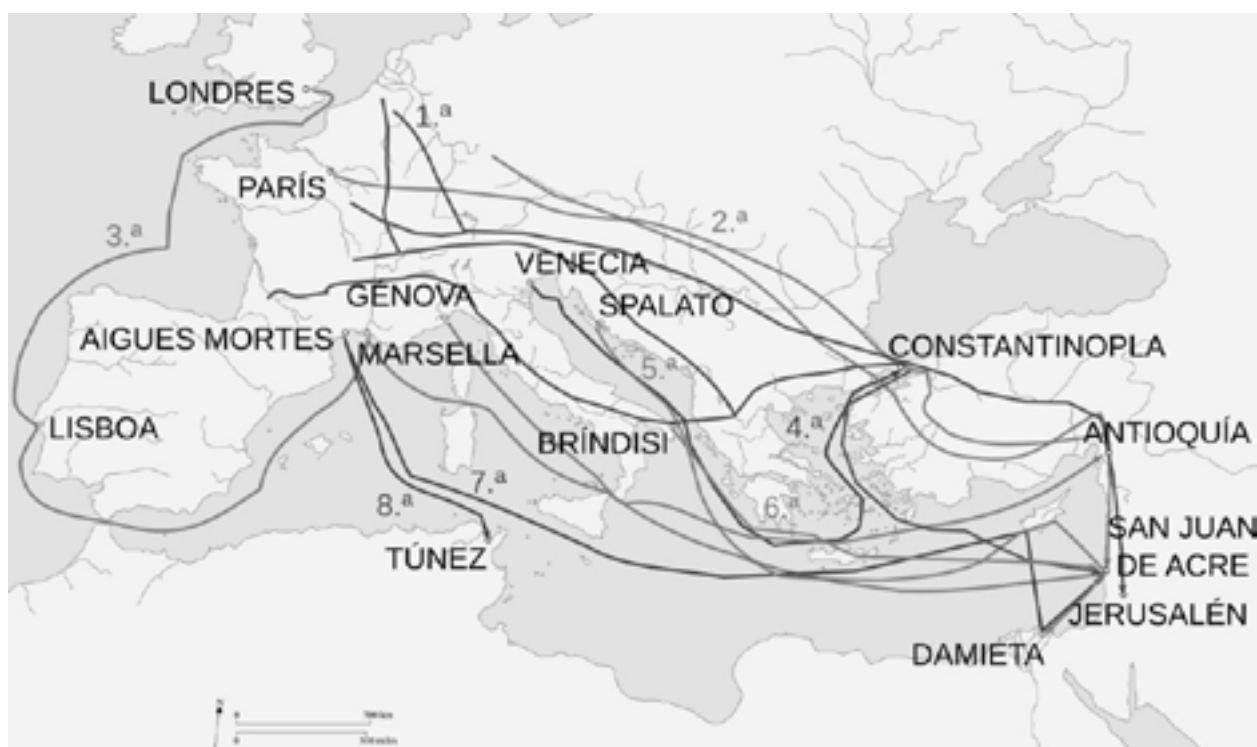 LONDRES
1.ª
PARÍS
2.ª
3.ª
VENECIA
GÉNOVA
SPALATO
AIGUES MORTES
MARSELLA
CONSTANTINOPLA
5.ª
LISBOA
BRÍNDISI
4.ª
ANTIOQUÍA
7.ª
8.ª
6.ª
TÚNEZ
SAN JUAN
DE ACRE
JERUSALÉN
DAMIETA